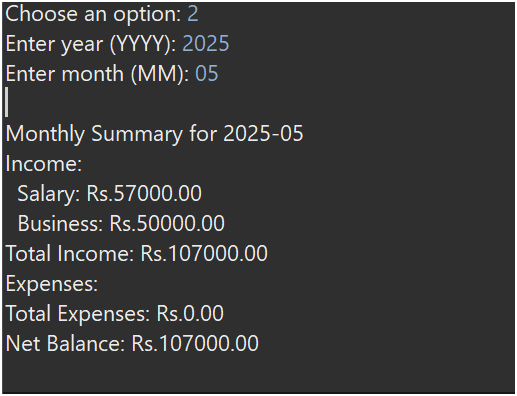 Choose an option: 2
Enter year (YYYY): 2025
Enter month (MM): 05
Monthly Summary for 2025-05
Income:
Salary: Rs.57000.00
Business: Rs.50000.00
Total Income: Rs.107000.00
Expenses:
Total Expenses: Rs.0.00
Net Balance: Rs.107000.00